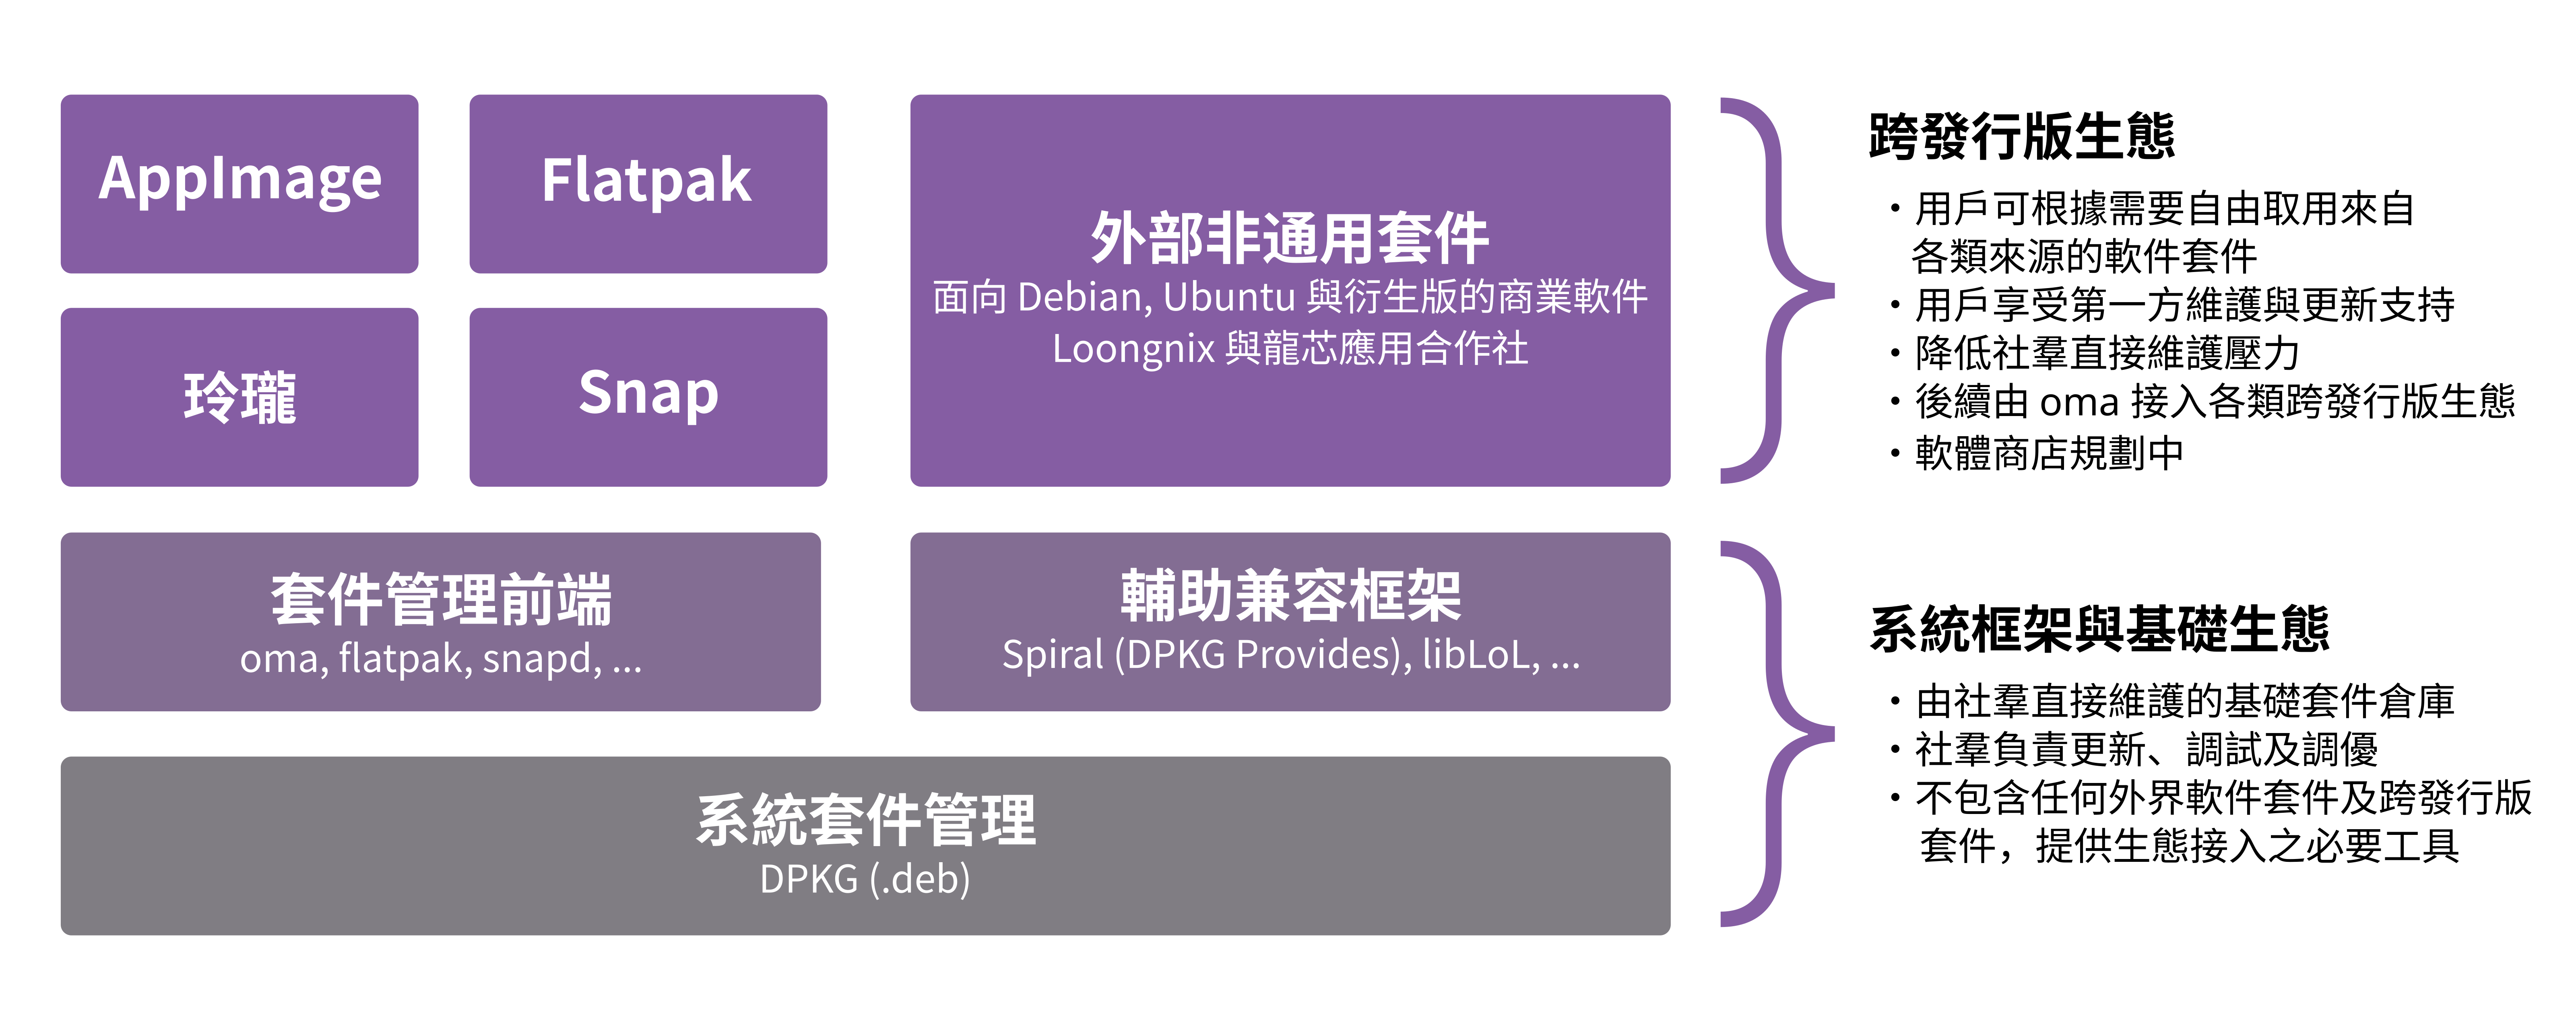 AppImage
Flatpak
玲瓏
Snap
外部非通用套件
面向 Debian, Ubuntu 與衍生版的商業軟件
Loongnix 與龍芯應用合作社
跨發行版生態
・用戶可根據需要自由取用來自
各類來源的軟件套件
・用戶享受第一方維護與更新支持
・降低社羣直接維護壓力
・後續由 oma 接入各類跨發行版生態
・軟體商店規劃中
套件管理前端
oma, flatpak, snapd, ...
輔助兼容框架
Spiral (DPKG Provides), libLoL, ...
系統套件管理
DPKG (.deb)
系統框架與基礎生態
・由社羣直接維護的基礎套件倉庫
・社羣負責更新、調試及調優
・不包含任何外界軟件套件及跨發行版
套件，提供生態接入之必要工具